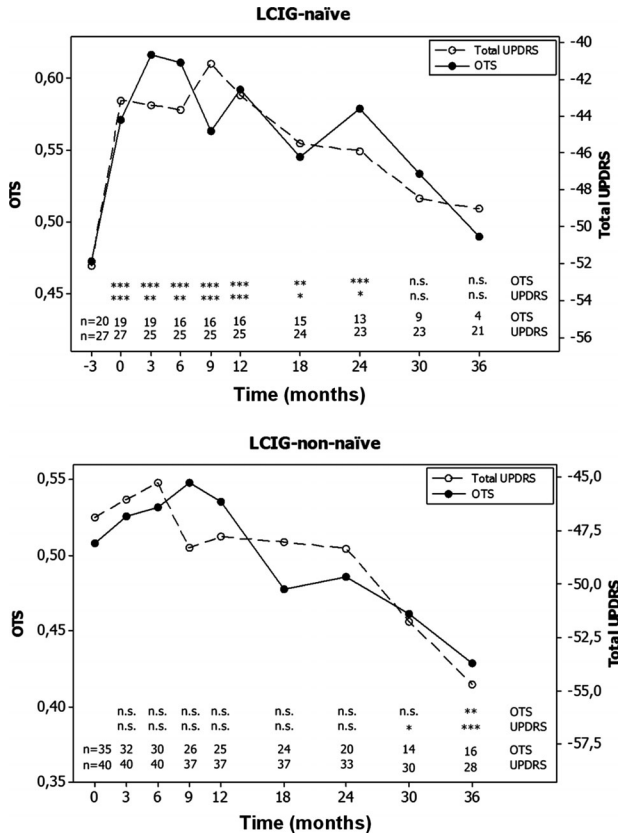 LCIG-naïve
-40
Total UPDRS
OTS
0,60
-42
-44
0,55
-46
OTS
Total UPDRS
0,50
-48
-50
-52
0,45
*** *** *** *** *** ** *** n.s. n.s. OTS
*** ** ** *** *** * * n.s. n.s. UPDRS
-54
n=20 19 19 16 16 16 15 13 9 4 OTS
n=27 27 25 25 25 25 24 23 23 21 UPDRS
-56
-3 0 3 6 9 12 18 24 30 36
Time (months)
LCIG-non-naïve
0,55
Total UPDRS
OTS
-45,0
-47,5
0,50
-50,0
OTS
Total UPDRS
0,45
-52,5
0,40
-55,0
n.s. n.s. n.s. n.s. n.s. n.s. n.s. ** OTS
n.s. n.s. n.s. n.s. n.s. n.s. * *** UPDRS
n=35 32 30 26 25 24 20 14 16 OTS
-57,5
n=40 40 40 37 37 37 33 30 28 UPDRS
0,35
0 3 6 9 12 18 24 30 36
Time (months)